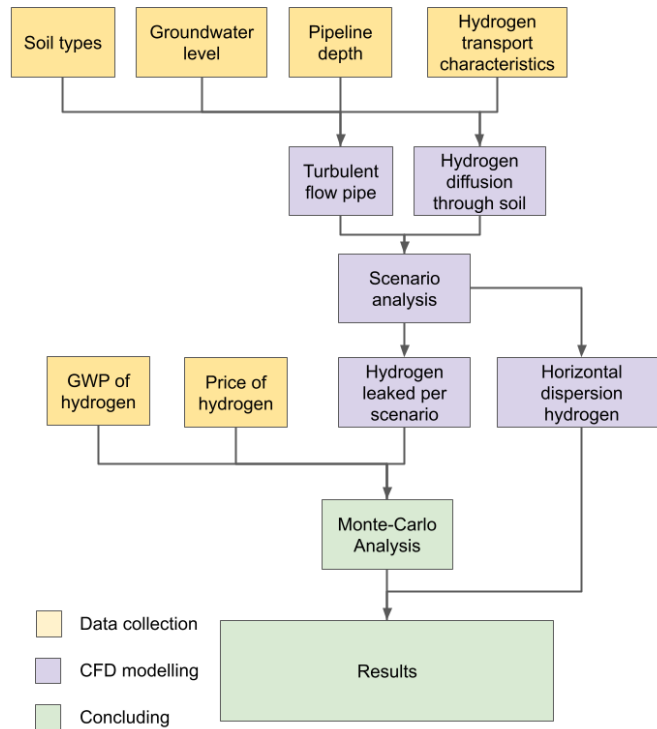 Soil types
Groundwater
level
Pipeline
depth
Hydrogen
transport
characteristics
Turbulent
flow pipe
Hydrogen
diffusion
through soil
Scenario
analysis
GWP of
hydrogen
Price of
hydrogen
Hydrogen
leaked per
scenario
Horizontal
dispersion
hydrogen
Monte-Carlo
Analysis
Data collection
CFD modelling
Concluding
Results